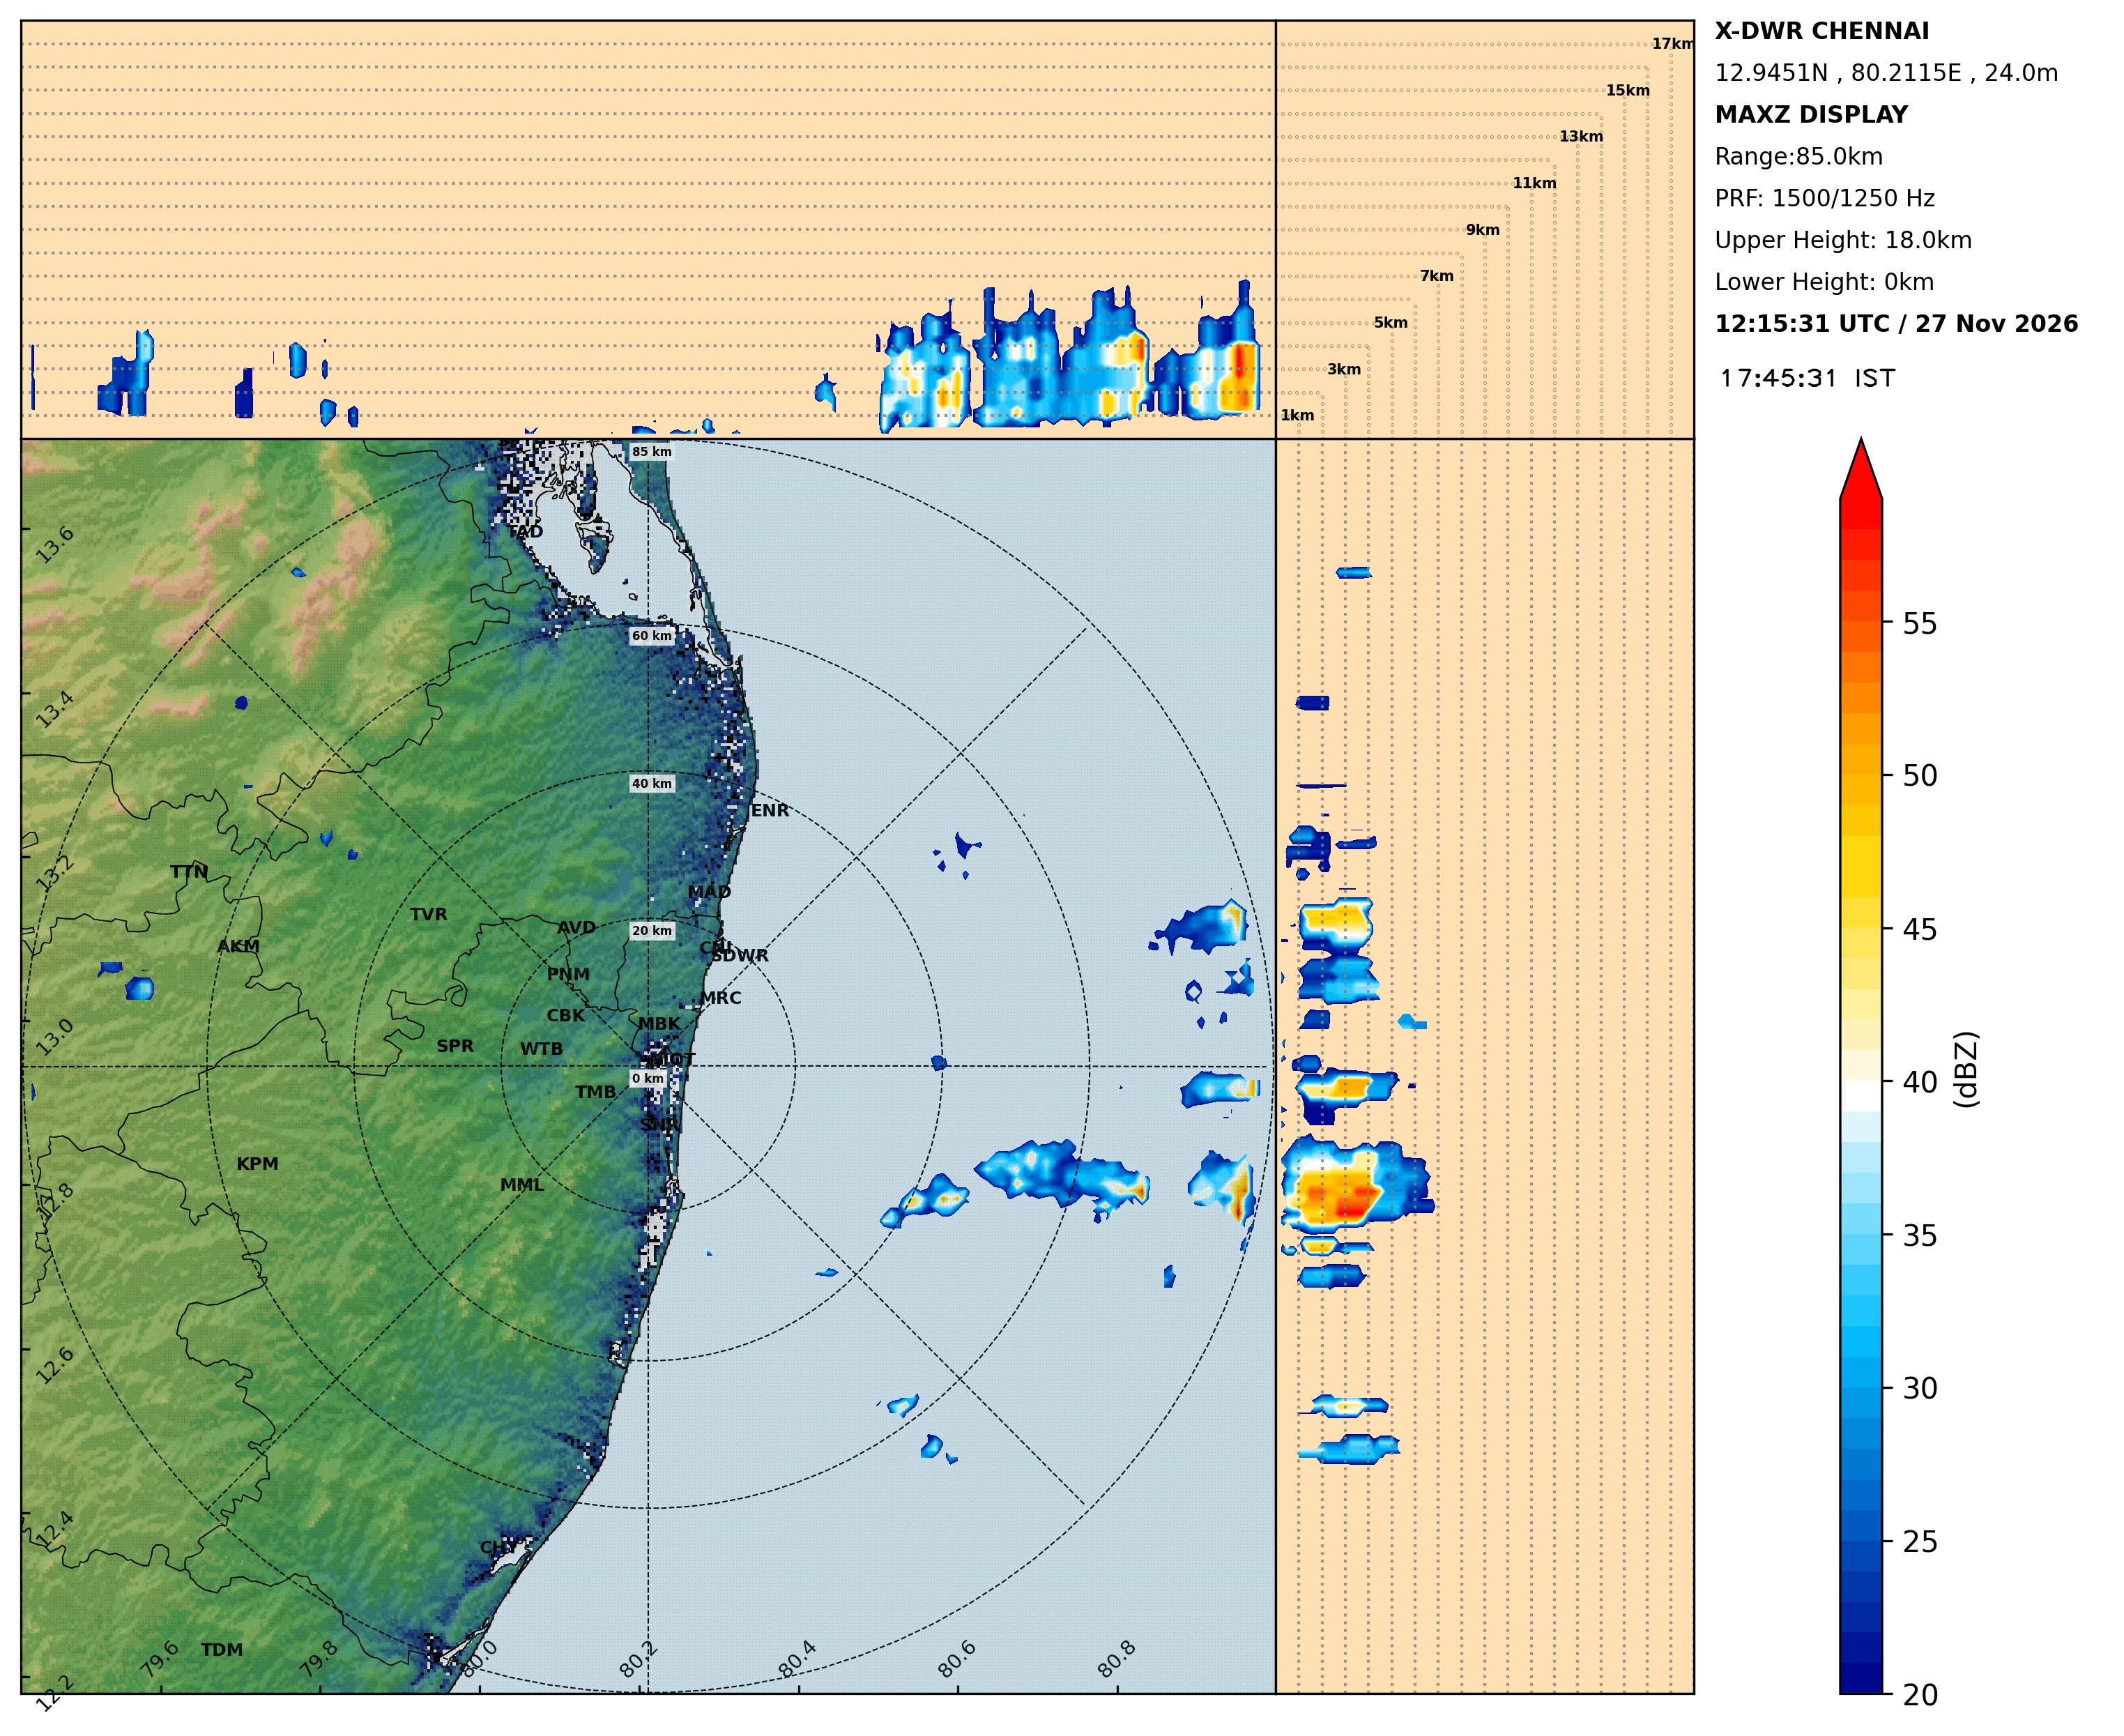 X-DWR CHENNAI
12.9451N , 80.2115E , 24.0m
MAXZ DISPLAY
Range:85.0km
PRF: 1500/1250 Hz
Upper Height: 18.0km
Lower Height: 0km
12:15:31 UTC / 27 Nov 2026
17:45:31 IST
17km
15km
13km
11km
9km
7km
5km
3km
1km
85 km
60 km
40 km
20 km
0 km
TAD
ENR
MAD
TTN
TVR
AVD
AKM
CNI
SDWR
PNM
MRC
CBK
MBK
SPR
WTB
TMB
SNR
KPM
MML
CHY
TDM
13.6
13.4
13.2
13.0
12.8
12.6
12.4
12.2
79.6
79.8
80.0
80.2
80.4
80.6
80.8
55
50
45
40
35
30
25
20
(dBZ)